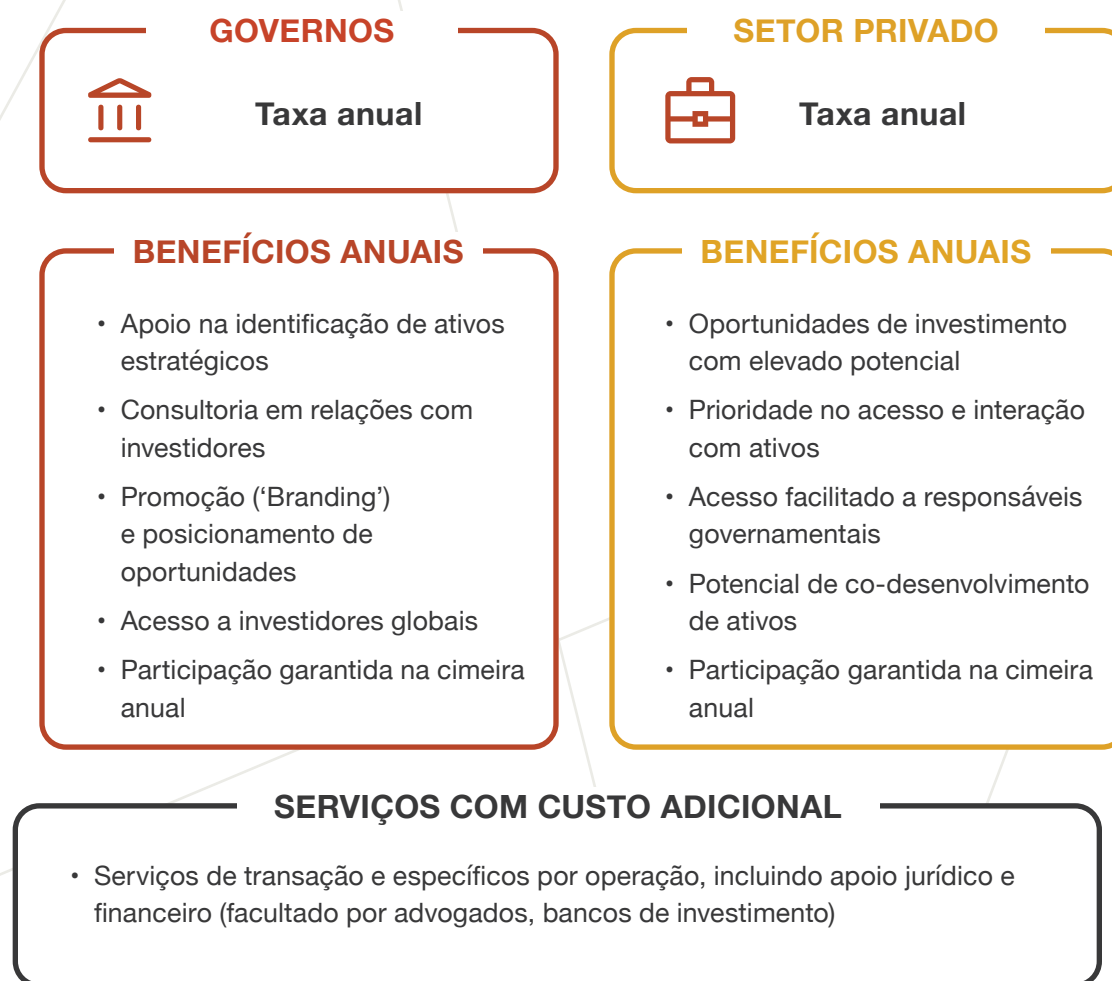 GOVERNOS
Taxa anual
SETOR PRIVADO
Taxa anual
BENEFÍCIOS ANUAIS
• Apoio na identificação de ativos
estratégicos
• Consultoria em relações com
investidores
• Promoção (‘Branding’)
e posicionamento de
oportunidades
• Acesso a investidores globais
• Participação garantida na cimeira
anual
BENEFÍCIOS ANUAIS
• Oportunidades de investimento
com elevado potencial
• Prioridade no acesso e interação
com ativos
• Acesso facilitado a responsáveis
governamentais
• Potencial de co-desenvolvimento
de ativos
• Participação garantida na cimeira
anual
SERVIÇOS COM CUSTO ADICIONAL
• Serviços de transação e específicos por operação, incluindo apoio jurídico e
financeiro (facultado por advogados, bancos de investimento)